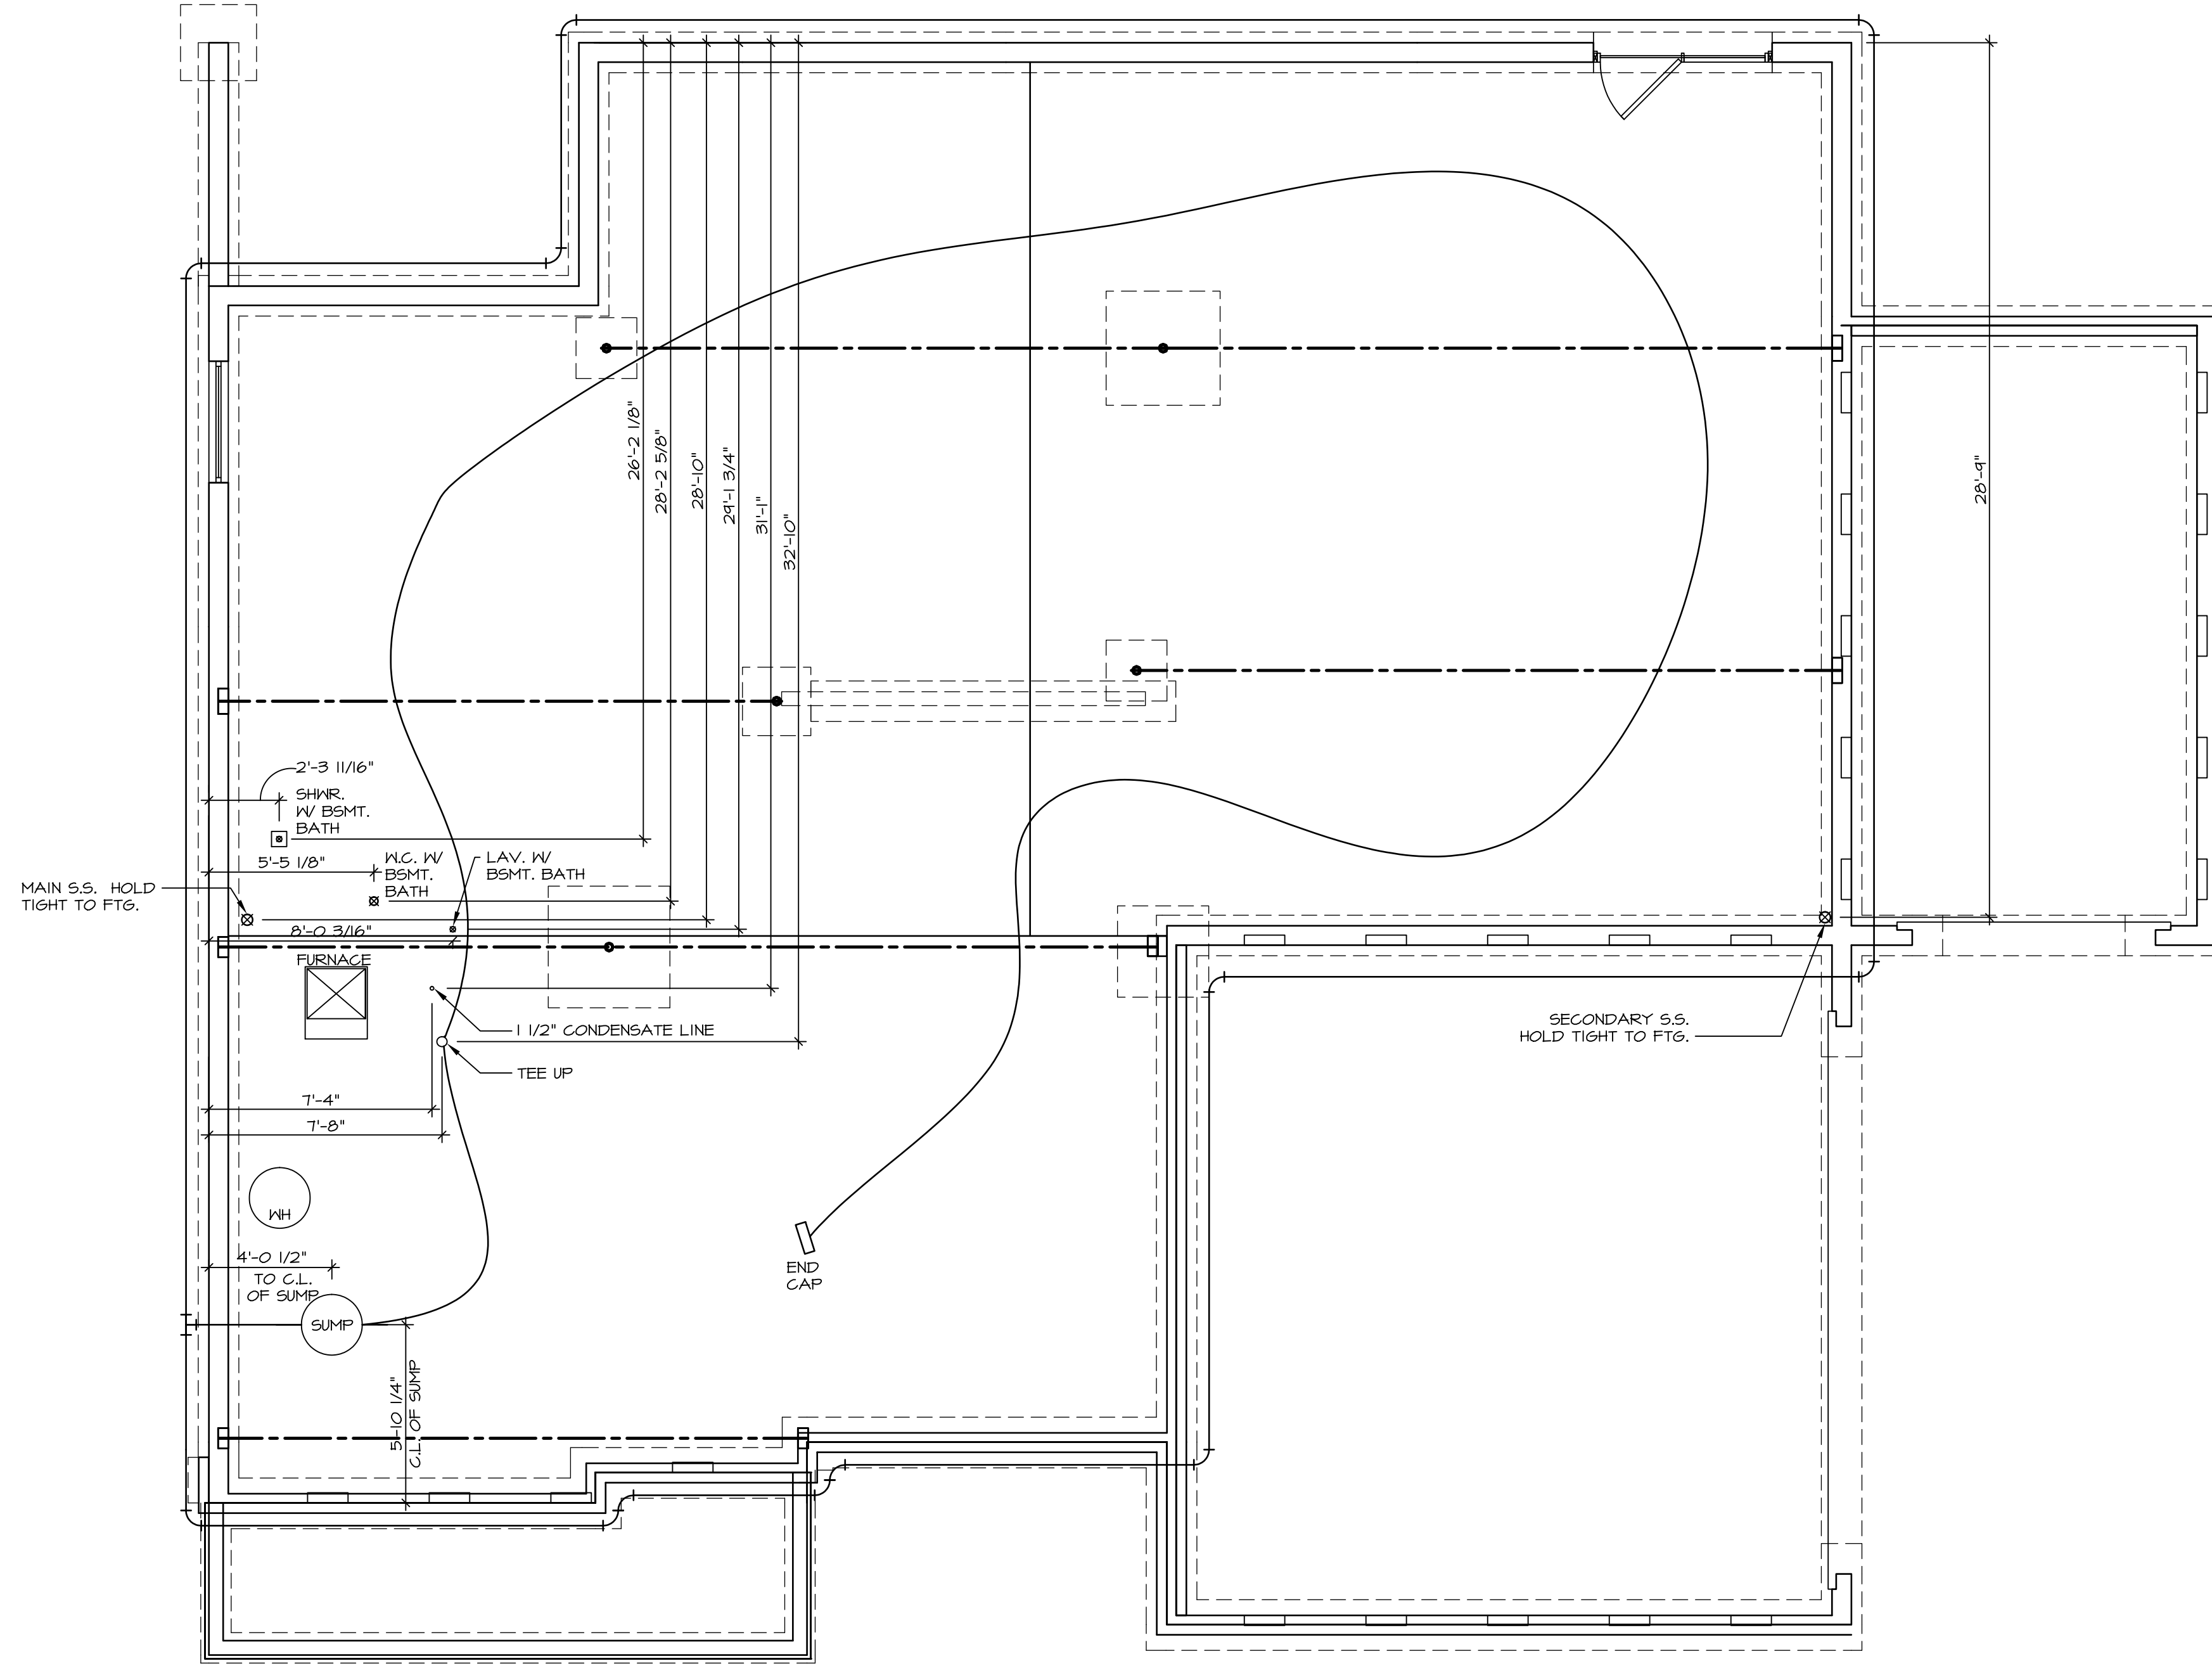 26'-2 1/8"
28'-2 5/8"
28'-10"
29'-1 3/4"
31'-1"
32'-10"
28'-9"
2'-3 11/16"
SHWR.
W/ BSMT.
BATH
5'-5 1/8"
W.C. W/
BSMT.
BATH
LAV. W/
BSMT. BATH
MAIN S.S. HOLD
TIGHT TO FTG.
8'-0 3/16"
FURNACE
1 1/2" CONDENSATE LINE
TEE UP
SECONDARY S.S.
HOLD TIGHT TO FTG.
7'-4"
7'-8"
WH
4'-0 1/2"
TO C.L.
OF SUMP
SUMP
END
CAP
5'-10 1/4"
C.L. OF SUMP